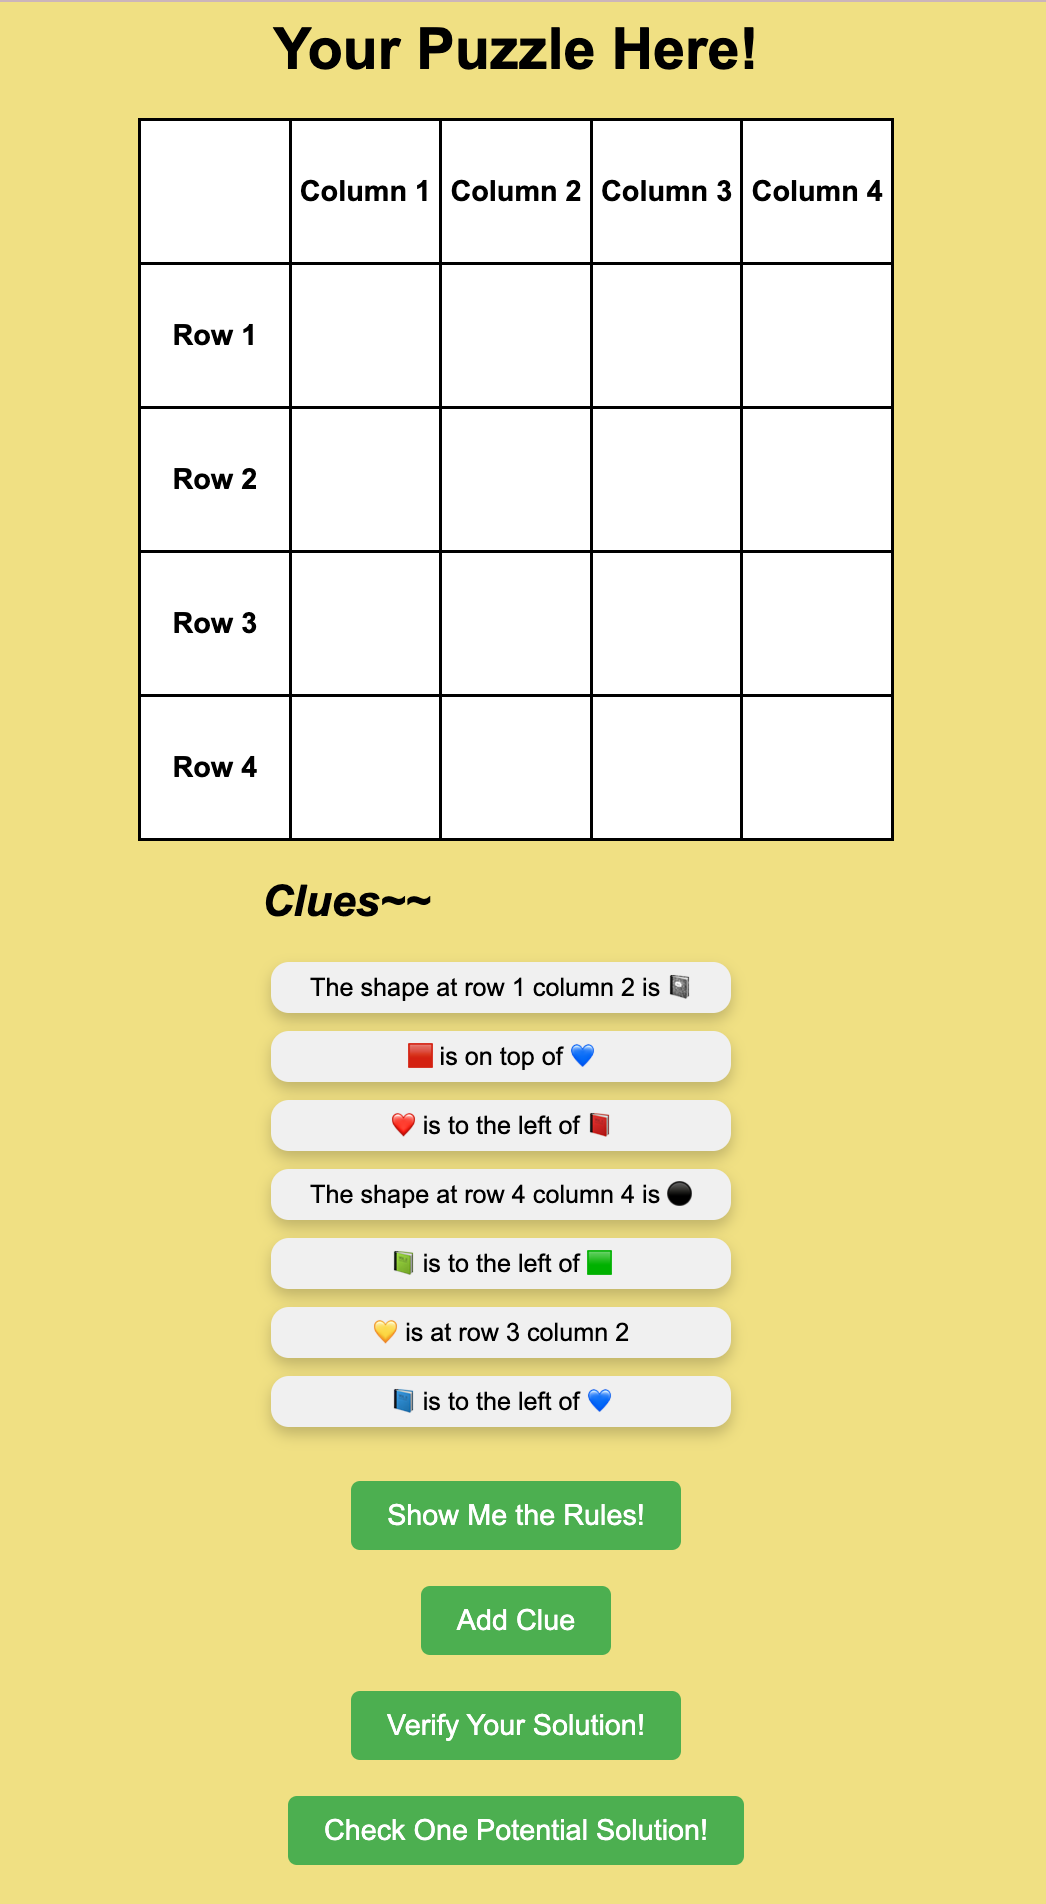 Your Puzzle Here!
Column 1 Column 2 Column 3 Column 4
Row 1
Row 2
Row 3
Row 4
Clues~~
The shape at row 1 column 2 is 📓
🟥 is on top of 💙
❤️ is to the left of 📕
The shape at row 4 column 4 is ⚫
📗 is to the left of 🟩
💛 is at row 3 column 2
📘 is to the left of 💙
Show Me the Rules!
Add Clue
Verify Your Solution!
Check One Potential Solution!